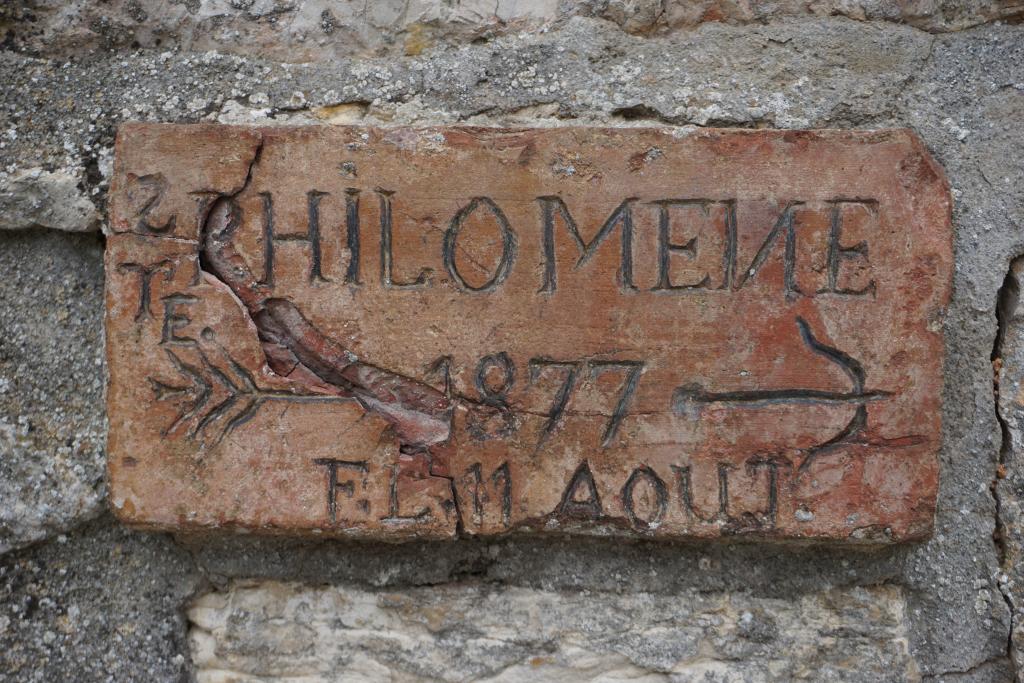 S PHILOMENE
TE.
1877
F.L. 11 AOUT